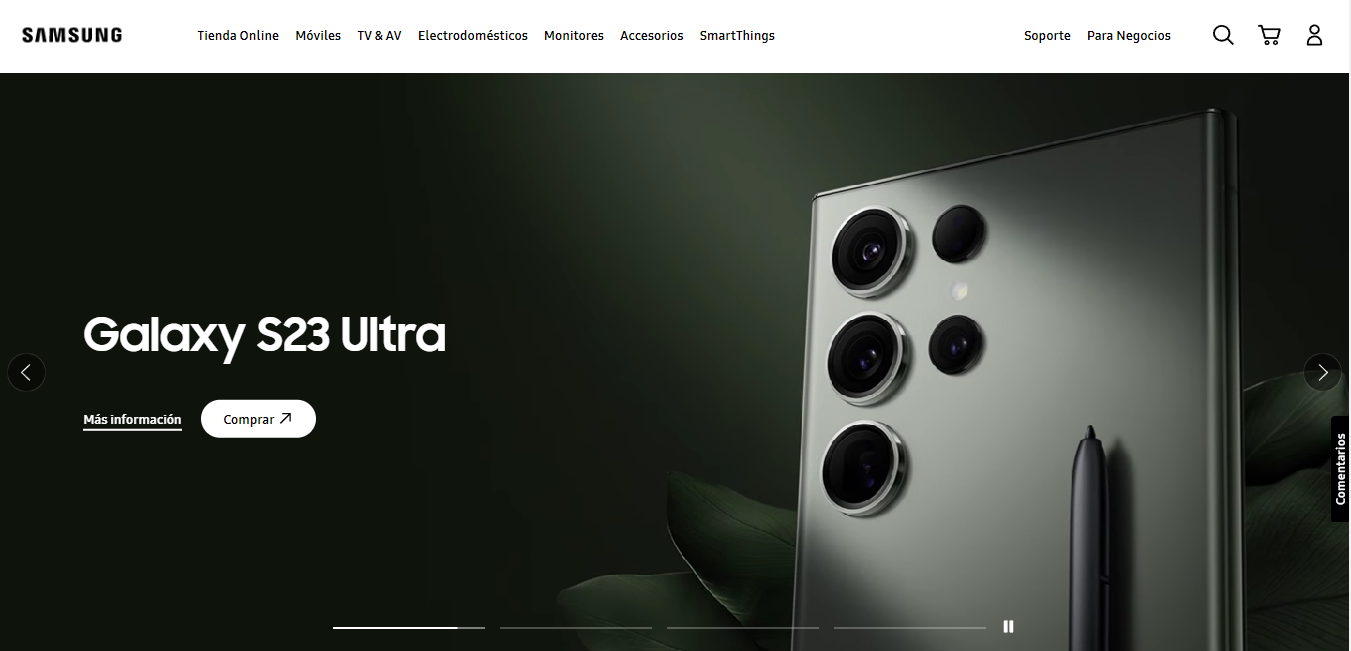 SAMSUNG
Tienda Online Móviles TV & AV Electrodomésticos Monitores Accesorios SmartThings Soporte Para Negocios
Galaxy S23 Ultra
Más información Comprar
Comentarios